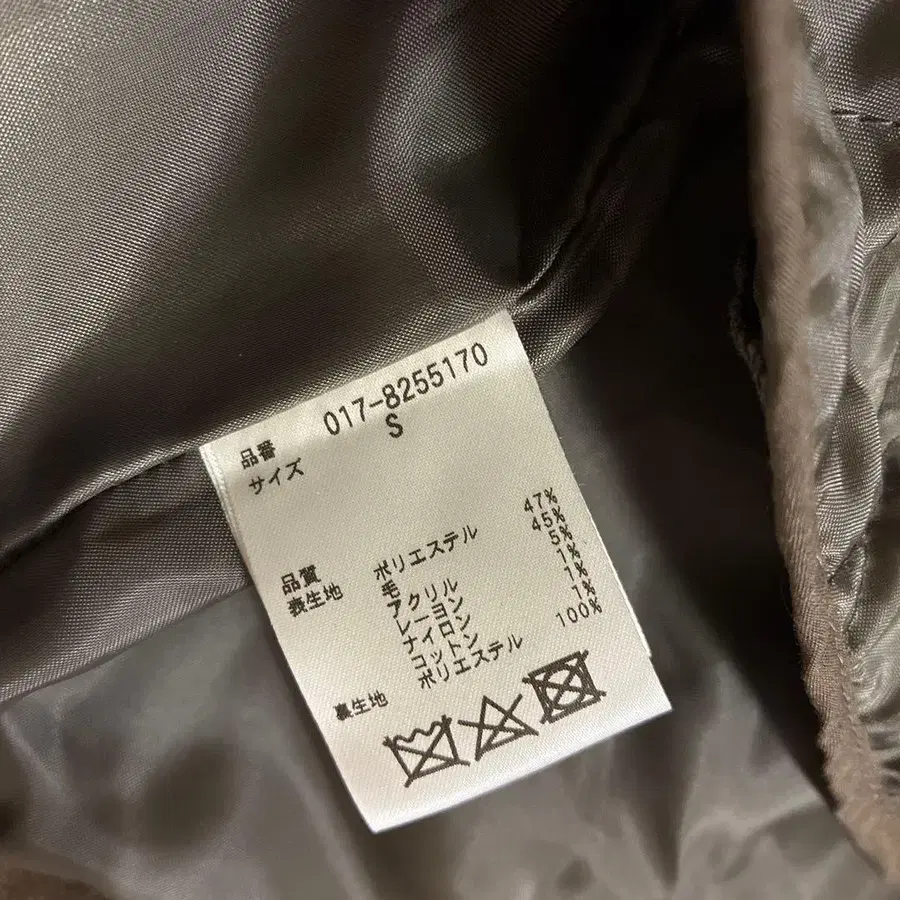 品番 017-8255170
サイズ S
品質
表生地 ポリエステル 47%
毛 45%
アクリル 5%
レーヨン 1%
ナイロン 1%
コットン 1%
裏生地 ポリエステル 100%